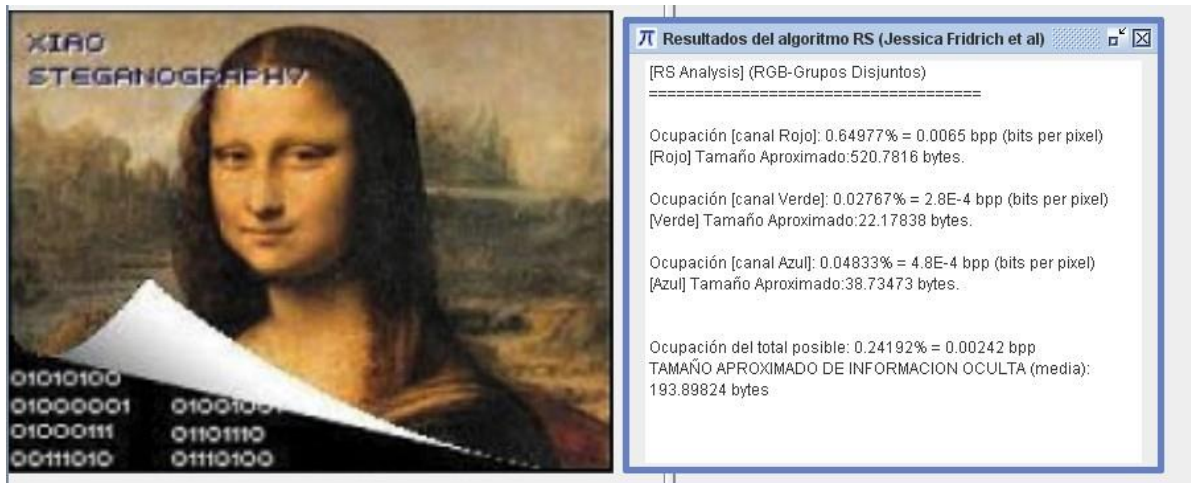 XIAO
STEGANOGRAPHY
01010100
01000001 01001001
01000111 01101110
00111010 01110100
π Resultados del algoritmo RS (Jessica Fridrich et al)
[RS Analysis] (RGB-Grupos Disjuntos)
====================================
Ocupación [canal Rojo]: 0.64977% = 0.0065 bpp (bits per pixel)
[Rojo] Tamaño Aproximado:520.7816 bytes.
Ocupación [canal Verde]: 0.02767% = 2.8E-4 bpp (bits per pixel)
[Verde] Tamaño Aproximado:22.17838 bytes.
Ocupación [canal Azul]: 0.04833% = 4.8E-4 bpp (bits per pixel)
[Azul] Tamaño Aproximado:38.73473 bytes.
Ocupación del total posible: 0.24192% = 0.00242 bpp
TAMAÑO APROXIMADO DE INFORMACION OCULTA (media):
193.89824 bytes